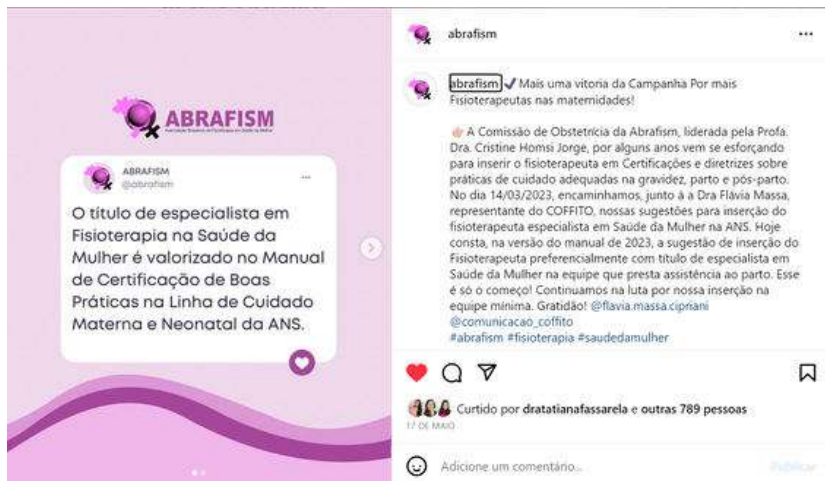 ABRAFISM
Associação Brasileira de Fisioterapia em Saúde da Mulher
ABRAFISM
@abrafism
O título de especialista em
Fisioterapia na Saúde da
Mulher é valorizado no Manual
de Certificação de Boas
Práticas na Linha de Cuidado
Materna e Neonatal da ANS.
abrafism
abrafism ✔ Mais uma vitoria da Campanha Por mais
Fisioterapeutas nas maternidades!
👉🏻 A Comissão de Obstetrícia da Abrafism, liderada pela Profa.
Dra. Cristine Homsi Jorge, por alguns anos vem se esforçando
para inserir o fisioterapeuta em Certificações e diretrizes sobre
práticas de cuidado adequadas na gravidez, parto e pós-parto.
No dia 14/03/2023, encaminhamos, junto á a Dra Flávia Massa,
representante do COFFITO, nossas sugestões para inserção do
fisioterapeuta especialista em Saúde da Mulher na ANS. Hoje
consta, na versão do manual de 2023, a sugestão de inserção do
Fisioterapeuta preferencialmente com título de especialista em
Saúde da Mulher na equipe que presta assistência ao parto. Esse
é só o começo! Continuamos na luta por nossa inserção na
equipe mínima. Gratidão! @flavia.massa.cipriani
@comunicacao_coffito
#abrafism #fisioterapia #saudedamulher
Curtido por dratatianafassarela e outras 789 pessoas
17 DE MAIO
Adicione um comentário...
Publicar